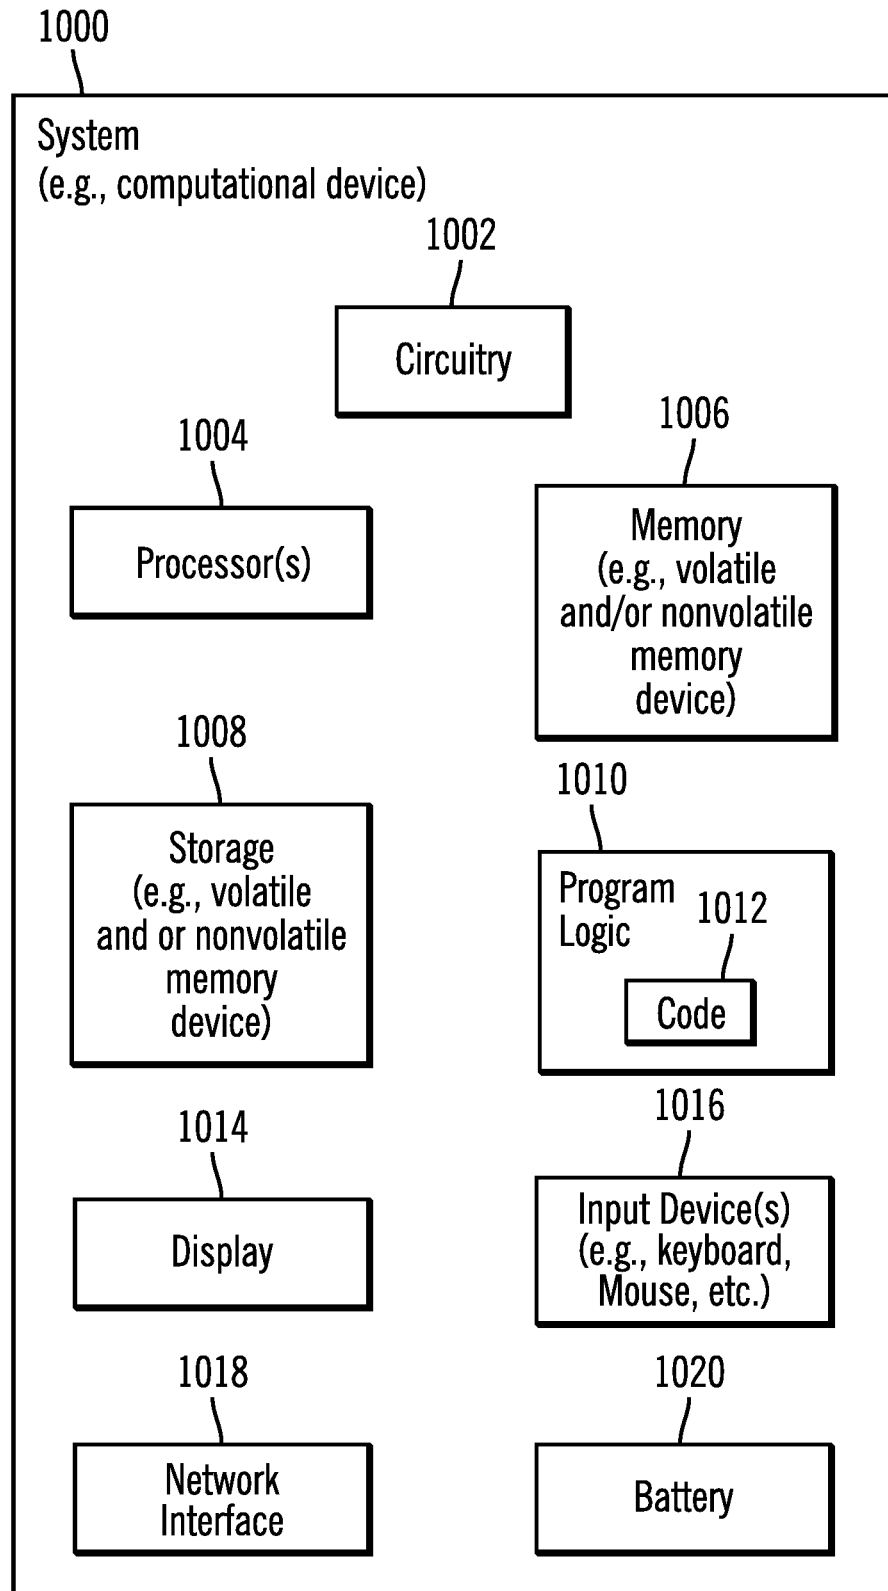 1000
System
(e.g., computational device)
1002
Circuitry
1004
Processor(s)
1006
Memory
(e.g., volatile
and/or nonvolatile
memory
device)
1008
Storage
(e.g., volatile
and or nonvolatile
memory
device)
1010
Program
Logic
1012
Code
1014
Display
1016
Input Device(s)
(e.g., keyboard,
Mouse, etc.)
1018
Network
Interface
1020
Battery